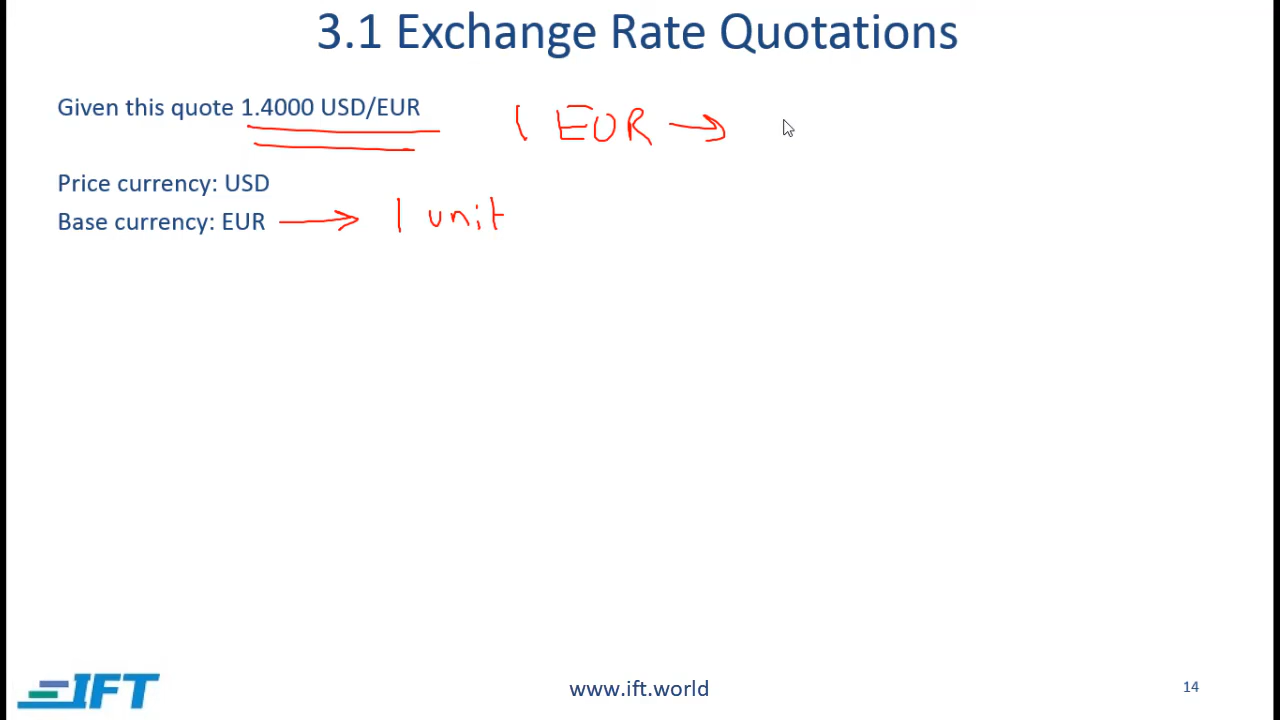 3.1 Exchange Rate Quotations
Given this quote 1.4000 USD/EUR
1 EUR →
Price currency: USD
Base currency: EUR → 1 unit
IFT
www.ift.world
14